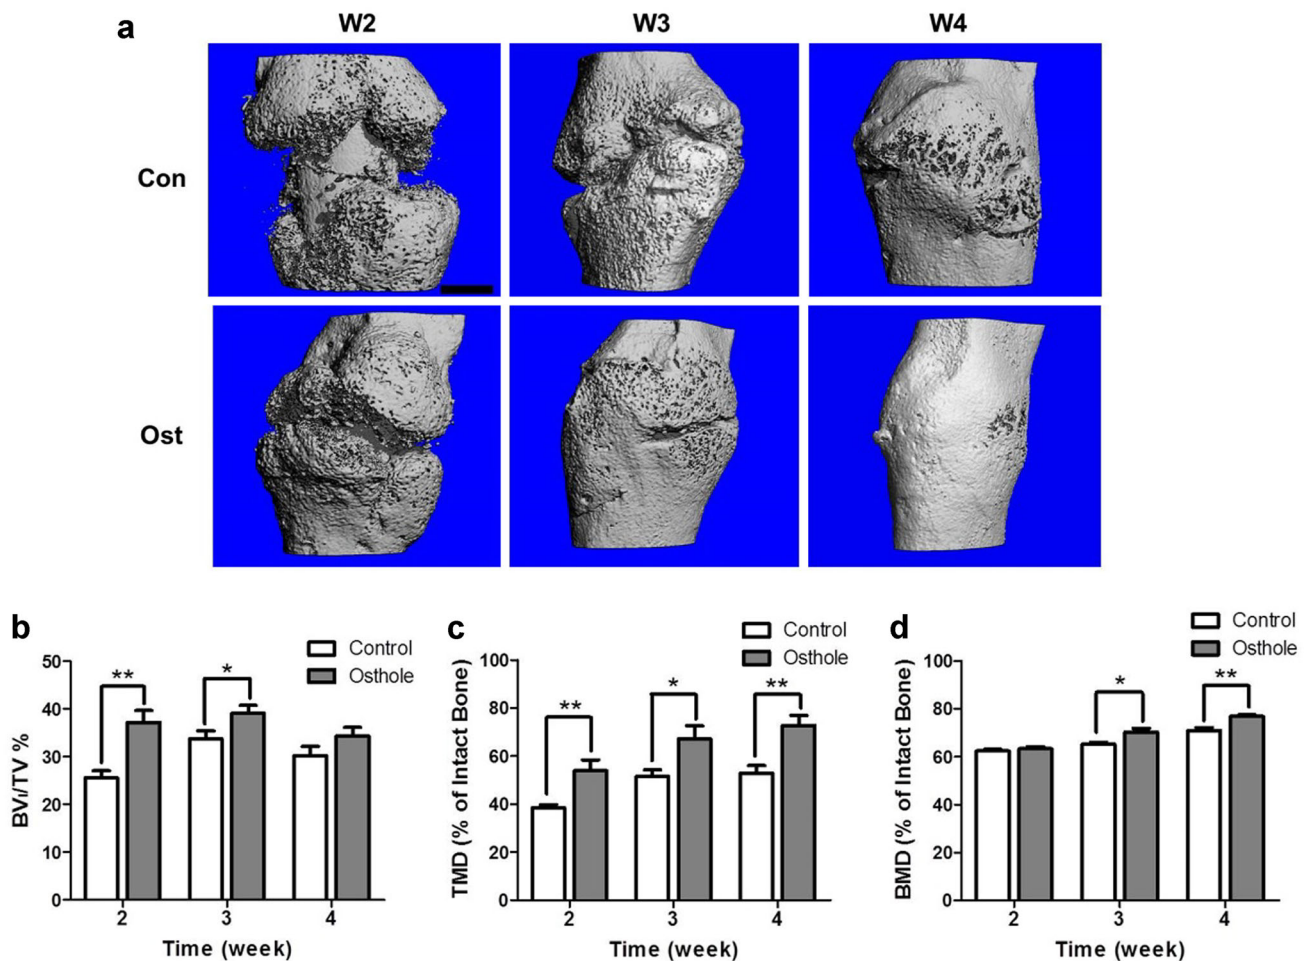 a
W2
W3
W4
Con
Ost
b
Control
Osthole
BVı/TV %
50
40
30
20
10
0
**
*
2
3
4
Time (week)
c
Control
Osthole
TMD (% of Intact Bone)
100
80
60
40
20
0
**
*
**
2
3
4
Time (week)
d
Control
Osthole
BMD (% of Intact Bone)
100
80
60
40
20
0
*
**
2
3
4
Time (week)